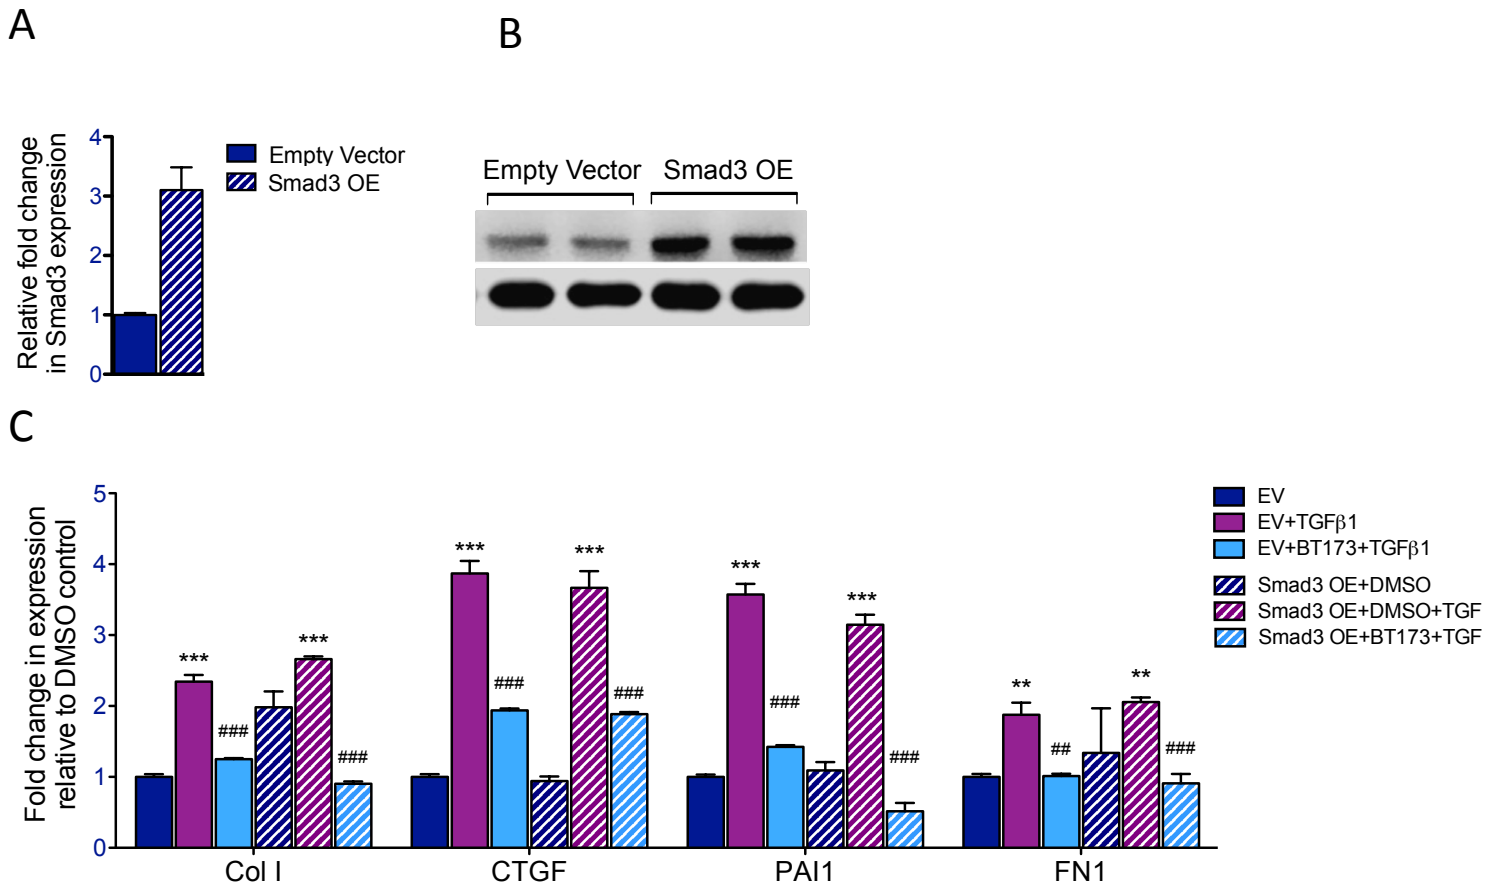 A
B
4
3
2
1
0
Relative fold change
in Smad3 expression
Empty Vector
Smad3 OE
Empty Vector
Smad3 OE
C
5
4
3
2
1
0
Fold change in expression
relative to DMSO control
***
###
***
###
***
###
***
###
***
###
***
###
**
##
**
###
Col I
CTGF
PAI1
FN1
EV
EV+TGFβ1
EV+BT173+TGFβ1
Smad3 OE+DMSO
Smad3 OE+DMSO+TGF
Smad3 OE+BT173+TGF